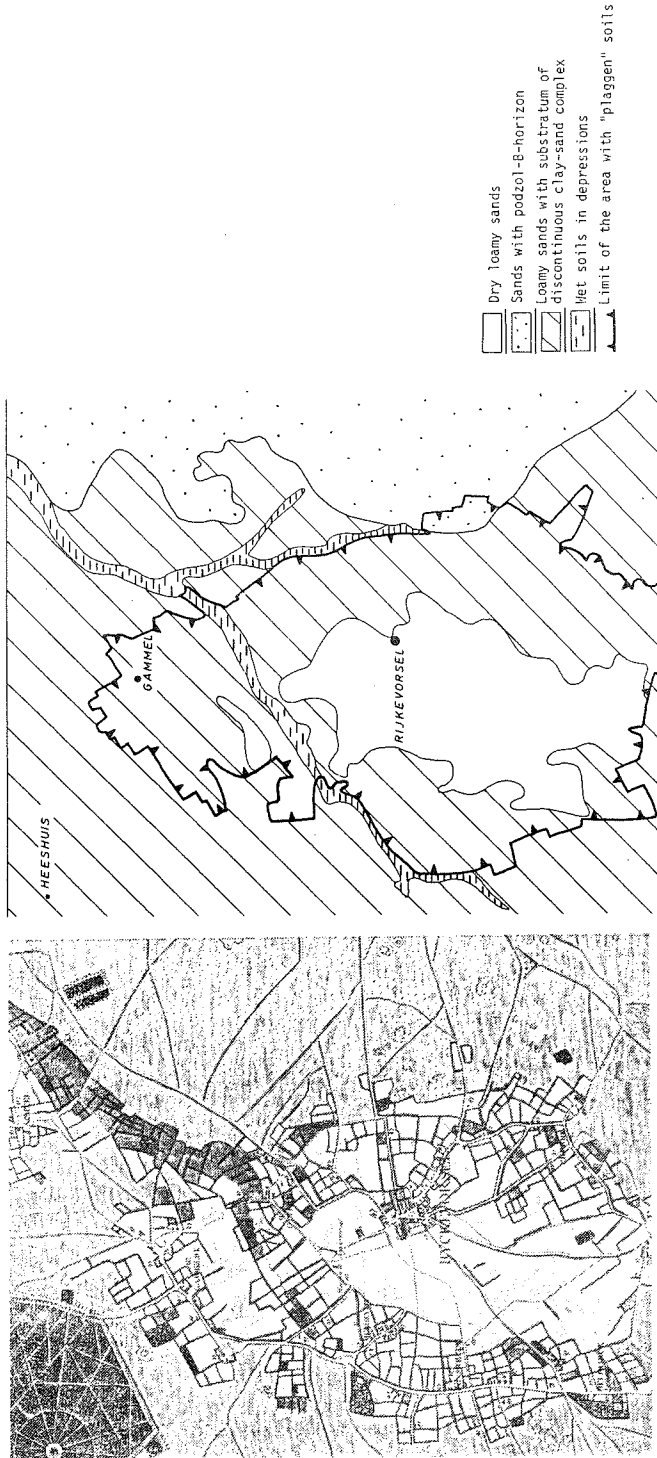 HEESHUIS
GAMMEL
RIJKEVORSEL
Dry loamy sands
Sands with podzol-B-horizon
Loamy sands with substratum of
discontinuous clay-sand complex
Wet soils in depressions
Limit of the area with "plaggen" soils